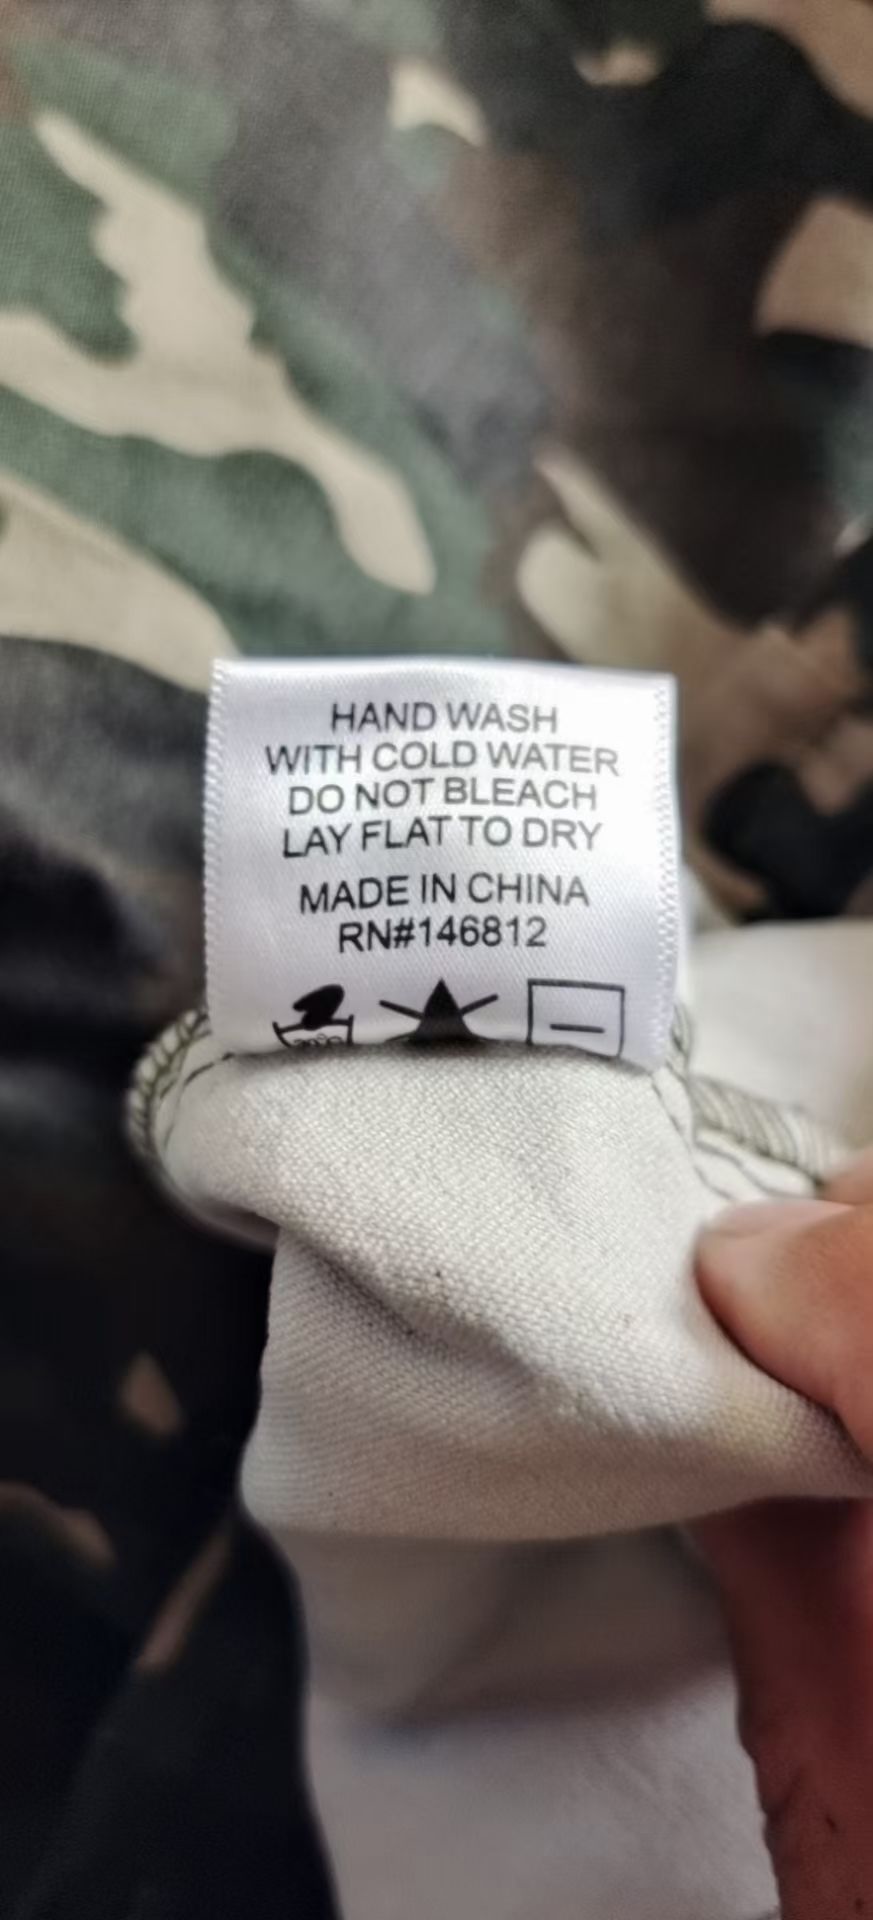 HAND WASH
WITH COLD WATER
DO NOT BLEACH
LAY FLAT TO DRY
MADE IN CHINA
RN#146812